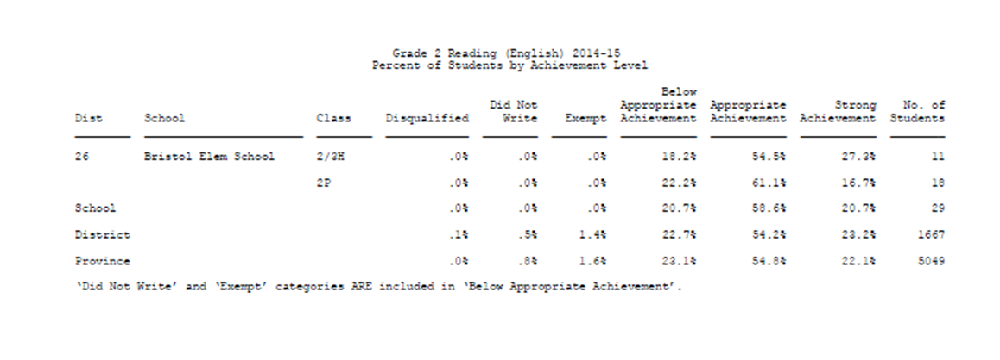 Grade 2 Reading (English) 2014-15
Percent of Students by Achievement Level
Below
Did Not Appropriate Appropriate Strong No. of
Dist School Class Disqualified Write Exempt Achievement Achievement Achievement Students
26 Bristol Elem School 2/3H .0% .0% .0% 18.2% 54.5% 27.3% 11
2P .0% .0% .0% 22.2% 61.1% 16.7% 18
School .0% .0% .0% 20.7% 58.6% 20.7% 29
District .1% .5% 1.4% 22.7% 54.2% 23.2% 1667
Province .0% .8% 1.6% 23.1% 54.8% 22.1% 5049
‘Did Not Write’ and ‘Exempt’ categories ARE included in ‘Below Appropriate Achievement’.